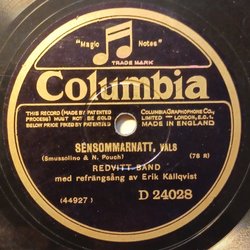 "Magic Notes"
TRADE MARK
Columbia
THIS RECORD (MADE BY PATENTED
PROCESS) MUST NOT BE SOLD
BELOW PRICE FIXED BY PATENTEES.
COLUMBIA GRAPHOPHONE CO.,
LIMITED — LONDON, E.C.1.
MADE IN ENGLAND
SENSOMMARNATT, VALS
(Smussolino & N. Pouch) (78 R)
REDVITT BAND
med refrängsång av Erik Källqvist
(44927) D 24028